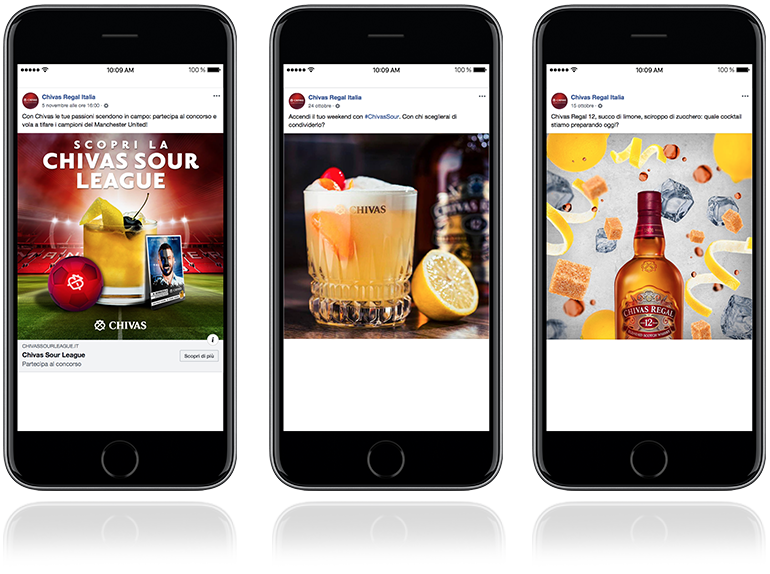 10:09 AM
100 %
Chivas Regal Italia
5 novembre alle ore 16:00
Con Chivas le tue passioni scendono in campo: partecipa al concorso e
vola a tifare i campioni del Manchester United!
SCOPRI LA
CHIVAS SOUR
LEAGUE
CHIVAS
CHIVASSOURLEAGUE.IT
Chivas Sour League
Partecipa al concorso
Scopri di più
10:09 AM
100 %
Chivas Regal Italia
24 ottobre
Accendi il tuo weekend con #ChivasSour. Con chi sceglierai di
condividerlo?
CHIVAS
10:09 AM
100 %
Chivas Regal Italia
15 ottobre
Chivas Regal 12, succo di limone, sciroppo di zucchero: quale cocktail
stiamo preparando oggi?
CHIVAS REGAL
12